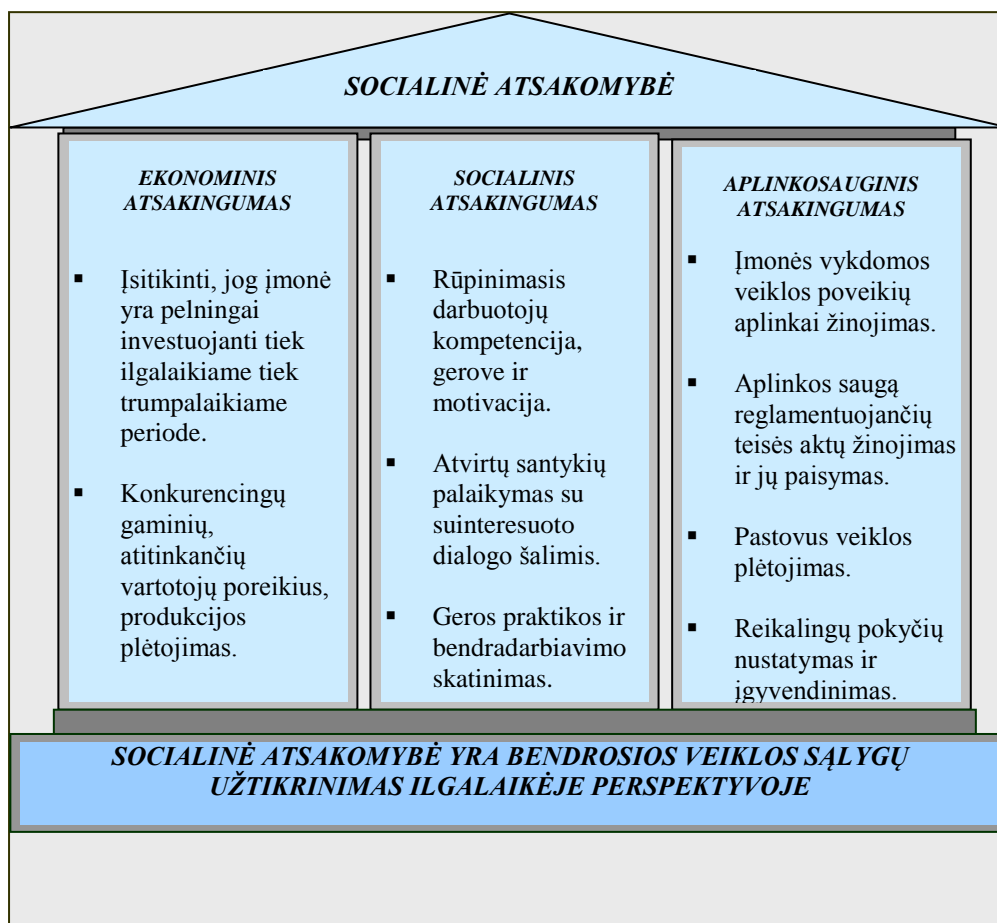 SOCIALINĖ ATSAKOMYBĖ
EKONOMINIS
ATSAKINGUMAS
▪ Įsitikinti, jog įmonė
yra pelningai
investuojanti tiek
ilgalaikiame tiek
trumpalaikiame
periode.
▪ Konkurencingų
gaminių,
atitinkančių
vartotojų poreikius,
produkcijos
plėtojimas.
SOCIALINIS
ATSAKINGUMAS
▪ Rūpinimasis
darbuotojų
kompetencija,
gerove ir
motivacija.
▪ Atvirtų santykių
palaikymas su
suinteresuoto
dialogo šalimis.
▪ Geros praktikos ir
bendradarbiavimo
skatinimas.
APLINKOSAUGINIS
ATSAKINGUMAS
▪ Įmonės vykdomos
veiklos poveikių
aplinkai žinojimas.
▪ Aplinkos saugą
reglamentuojančių
teisės aktų žinojimas
ir jų paisymas.
▪ Pastovus veiklos
plėtojimas.
▪ Reikalingų pokyčių
nustatymas ir
įgyvendinimas.
SOCIALINĖ ATSAKOMYBĖ YRA BENDROSIOS VEIKLOS SĄLYGŲ
UŽTIKRINIMAS ILGALAIKĖJE PERSPEKTYVOJE